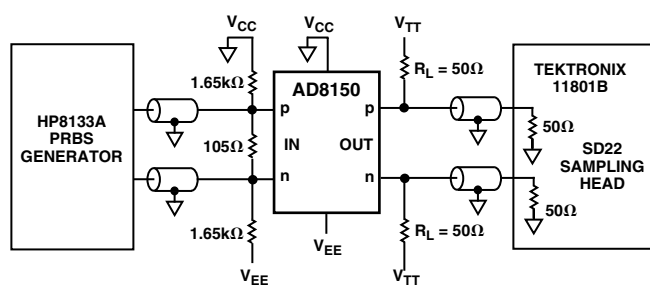 V_CC
V_CC
V_TT
1.65kΩ
R_L = 50Ω
HP8133A
PRBS
GENERATOR
105Ω
AD8150
p
p
IN
OUT
n
n
TEKTRONIX
11801B
50Ω
SD22
SAMPLING
HEAD
50Ω
1.65kΩ
V_EE
V_EE
R_L = 50Ω
V_TT